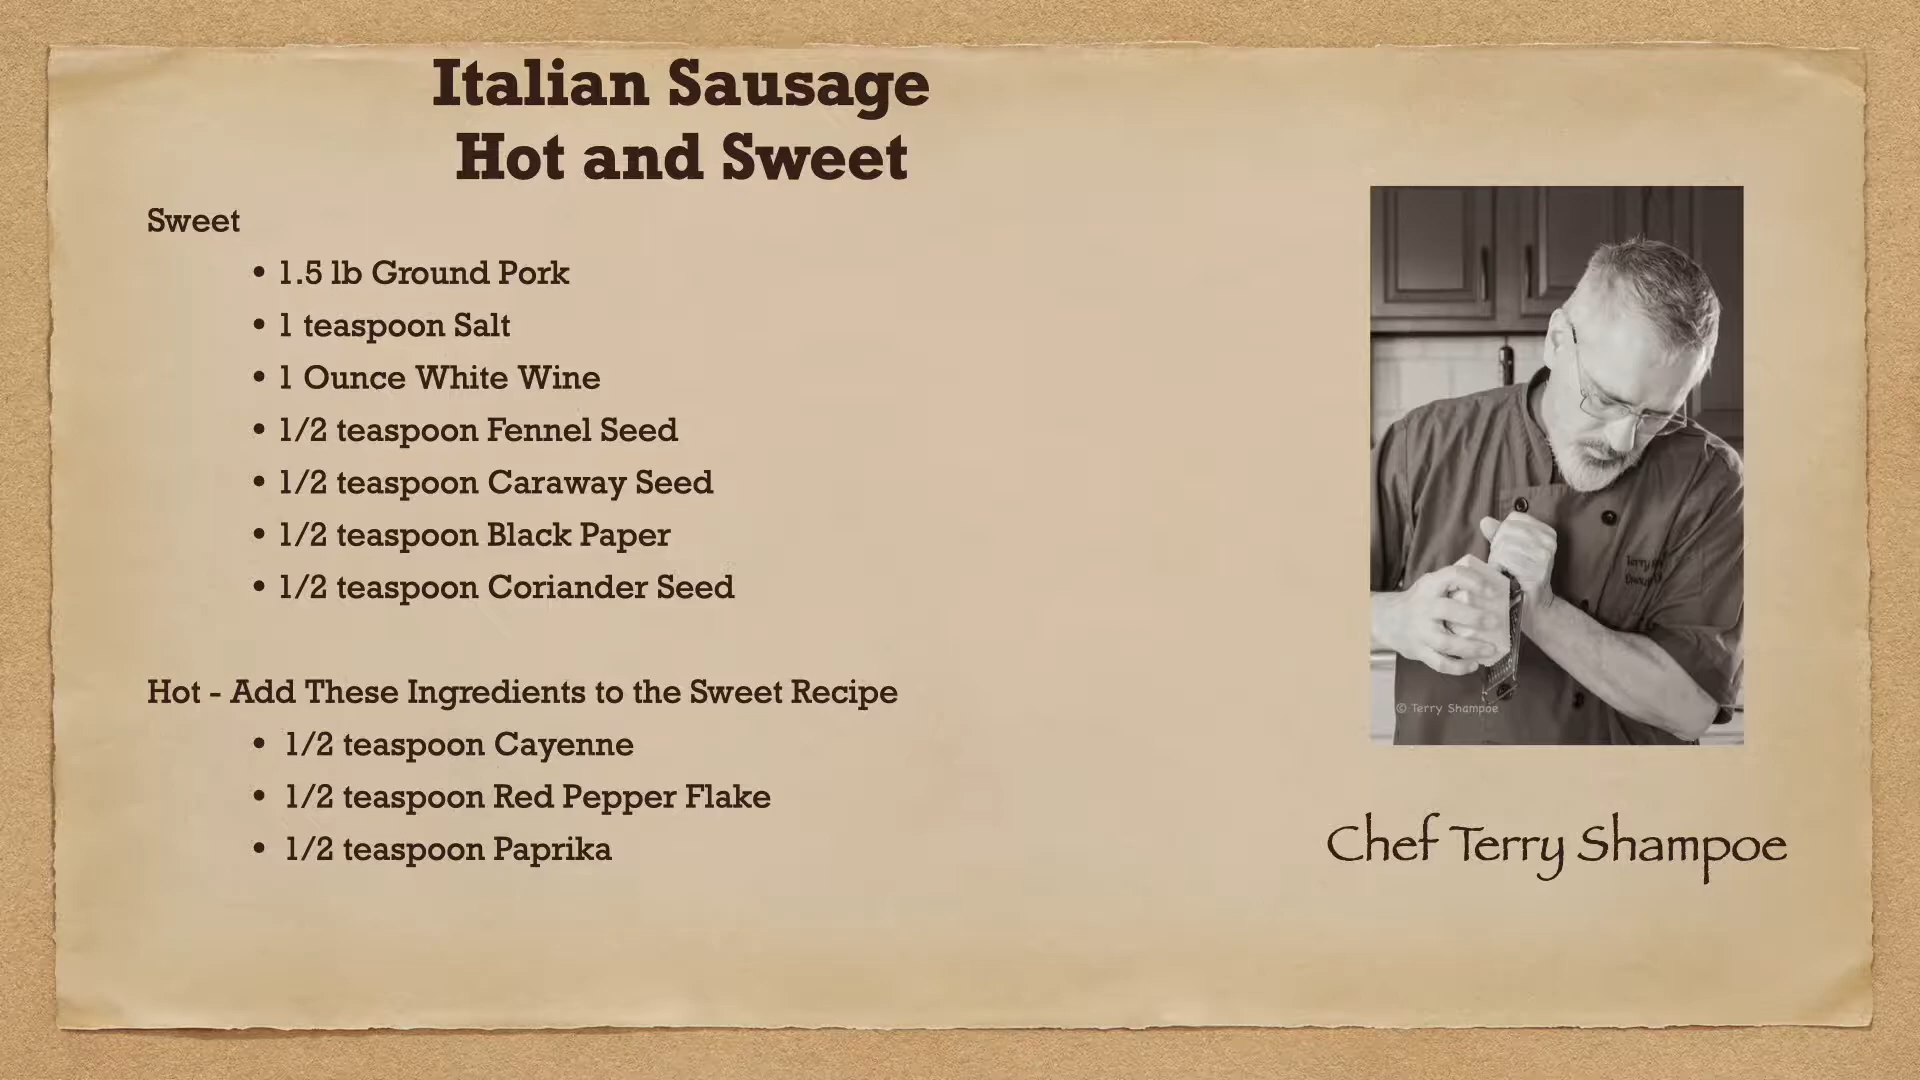 Italian Sausage
Hot and Sweet
Sweet
• 1.5 lb Ground Pork
• 1 teaspoon Salt
• 1 Ounce White Wine
• 1/2 teaspoon Fennel Seed
• 1/2 teaspoon Caraway Seed
• 1/2 teaspoon Black Paper
• 1/2 teaspoon Coriander Seed
Hot - Add These Ingredients to the Sweet Recipe
• 1/2 teaspoon Cayenne
• 1/2 teaspoon Red Pepper Flake
• 1/2 teaspoon Paprika
Terry
© Terry Shampoe
Chef Terry Shampoe